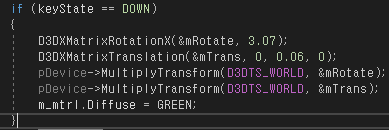 if (keyState == DOWN)
{
D3DXMatrixRotationX(&mRotate, 3.07);
D3DXMatrixTranslation(&mTrans, 0, 0.06, 0);
pDevice->MultiplyTransform(D3DTS_WORLD, &mRotate);
pDevice->MultiplyTransform(D3DTS_WORLD, &mTrans);
m_mtrl.Diffuse = GREEN;
}